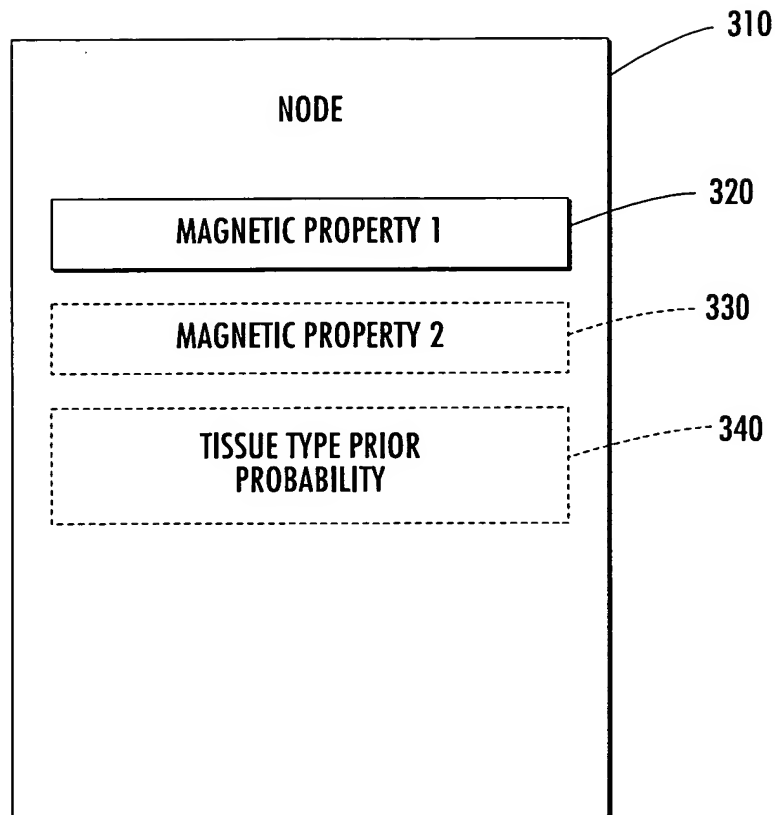 310
NODE
320
MAGNETIC PROPERTY 1
330
MAGNETIC PROPERTY 2
340
TISSUE TYPE PRIOR
PROBABILITY